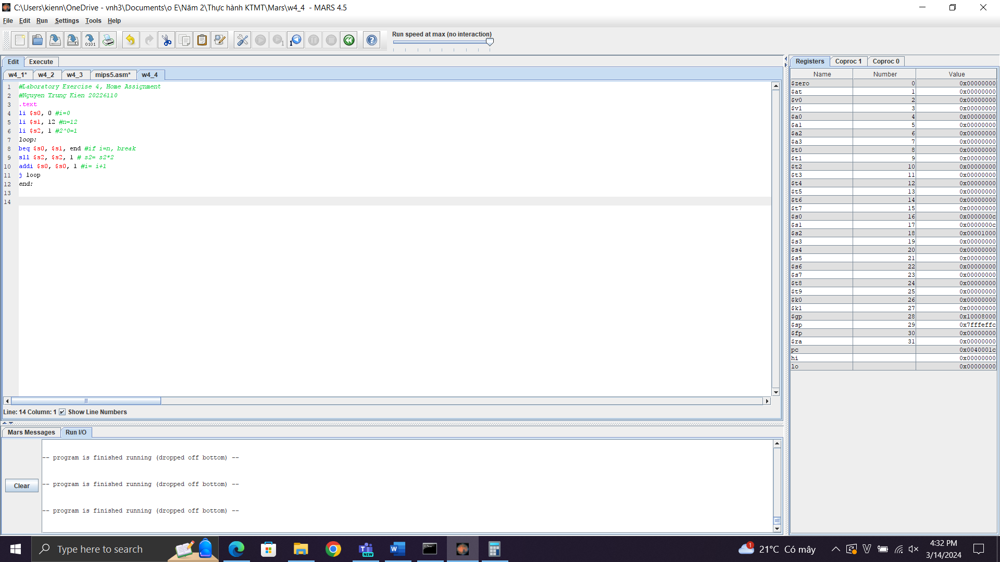 C:\Users\kienn\OneDrive - vnh3\Documents\o E\Năm 2\Thực hành KTMT\Mars\w4_4 - MARS 4.5
File Edit Run Settings Tools Help
Run speed at max (no interaction)
Edit Execute
w4_1* w4_2 w4_3 mips5.asm* w4_4
1 #Laboratory Exercise 4, Home Assignment
2 #Nguyen Trung Kien 20226110
3 .text
4 li $s0, 0 #i=0
5 li $s1, 12 #n=12
6 li $s2, 1 #2^0=1
7 loop:
8 beq $s0, $s1, end #if i=n, break
9 sll $s2, $s2, 1 # s2= s2*2
10 addi $s0, $s0, 1 #i= i+1
11 j loop
12 end:
13
14
Line: 14 Column: 1 Show Line Numbers
Mars Messages Run I/O
-- program is finished running (dropped off bottom) --
-- program is finished running (dropped off bottom) --
-- program is finished running (dropped off bottom) --
Clear
Registers Coproc 1 Coproc 0
Name Number Value
$zero 0 0x00000000
$at 1 0x00000000
$v0 2 0x00000000
$v1 3 0x00000000
$a0 4 0x00000000
$a1 5 0x00000000
$a2 6 0x00000000
$a3 7 0x00000000
$t0 8 0x00000000
$t1 9 0x00000000
$t2 10 0x00000000
$t3 11 0x00000000
$t4 12 0x00000000
$t5 13 0x00000000
$t6 14 0x00000000
$t7 15 0x00000000
$s0 16 0x0000000c
$s1 17 0x0000000c
$s2 18 0x00001000
$s3 19 0x00000000
$s4 20 0x00000000
$s5 21 0x00000000
$s6 22 0x00000000
$s7 23 0x00000000
$t8 24 0x00000000
$t9 25 0x00000000
$k0 26 0x00000000
$k1 27 0x00000000
$gp 28 0x10008000
$sp 29 0x7fffeffc
$fp 30 0x00000000
$ra 31 0x00000000
pc 0x0040001c
hi 0x00000000
lo 0x00000000
Type here to search
NEW
1
21°C Có mây
4:32 PM
3/14/2024